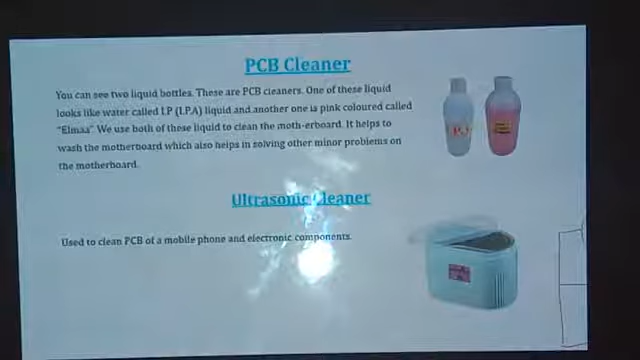 PCB Cleaner
You can see two liquid bottles. These are PCB cleaners. One of these liquid
looks like water called I.P (I.P.A) liquid and another one is pink coloured called
"Elmaa". We use both of these liquid to clean the moth-erboard. It helps to
wash the motherboard which also helps in solving other minor problems on
the motherboard.
Ultrasonic Cleaner
Used to clean PCB of a mobile phone and electronic components.